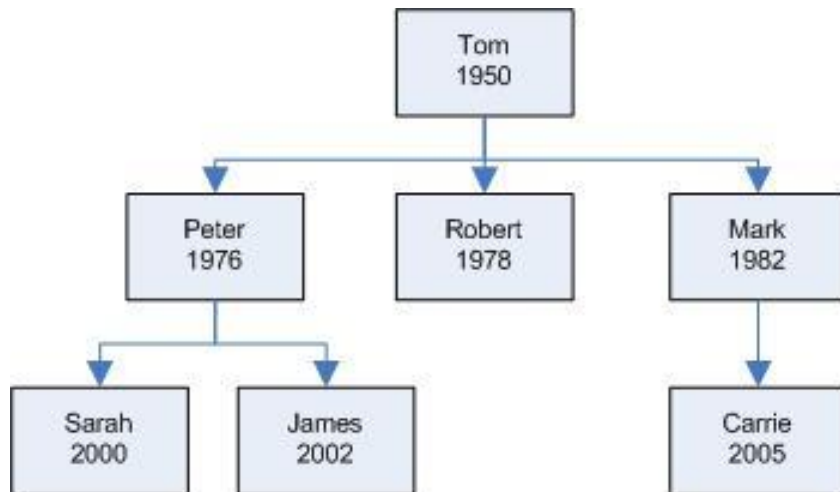 Tom
1950
Peter
1976
Robert
1978
Mark
1982
Sarah
2000
James
2002
Carrie
2005